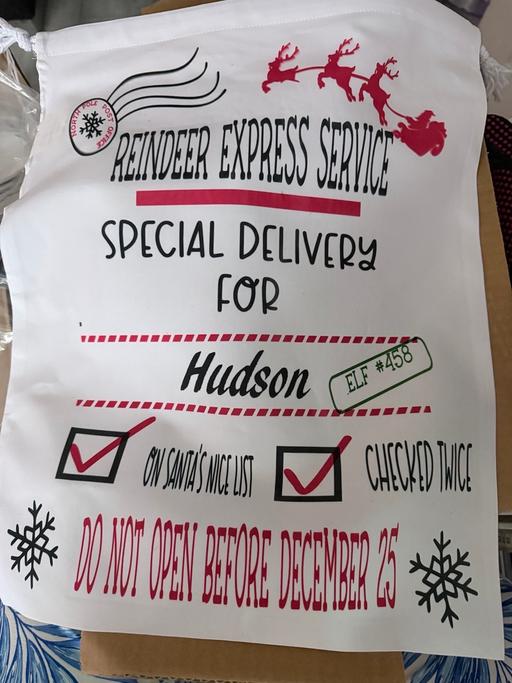 NORTH POLE POST OFFICE
REINDEER EXPRESS SERVICE
SPECIAL DELIVERY
FOR
Hudson
ELF #458
ON SANTA'S NICE LIST
CHECKED TWICE
DO NOT OPEN BEFORE DECEMBER 25